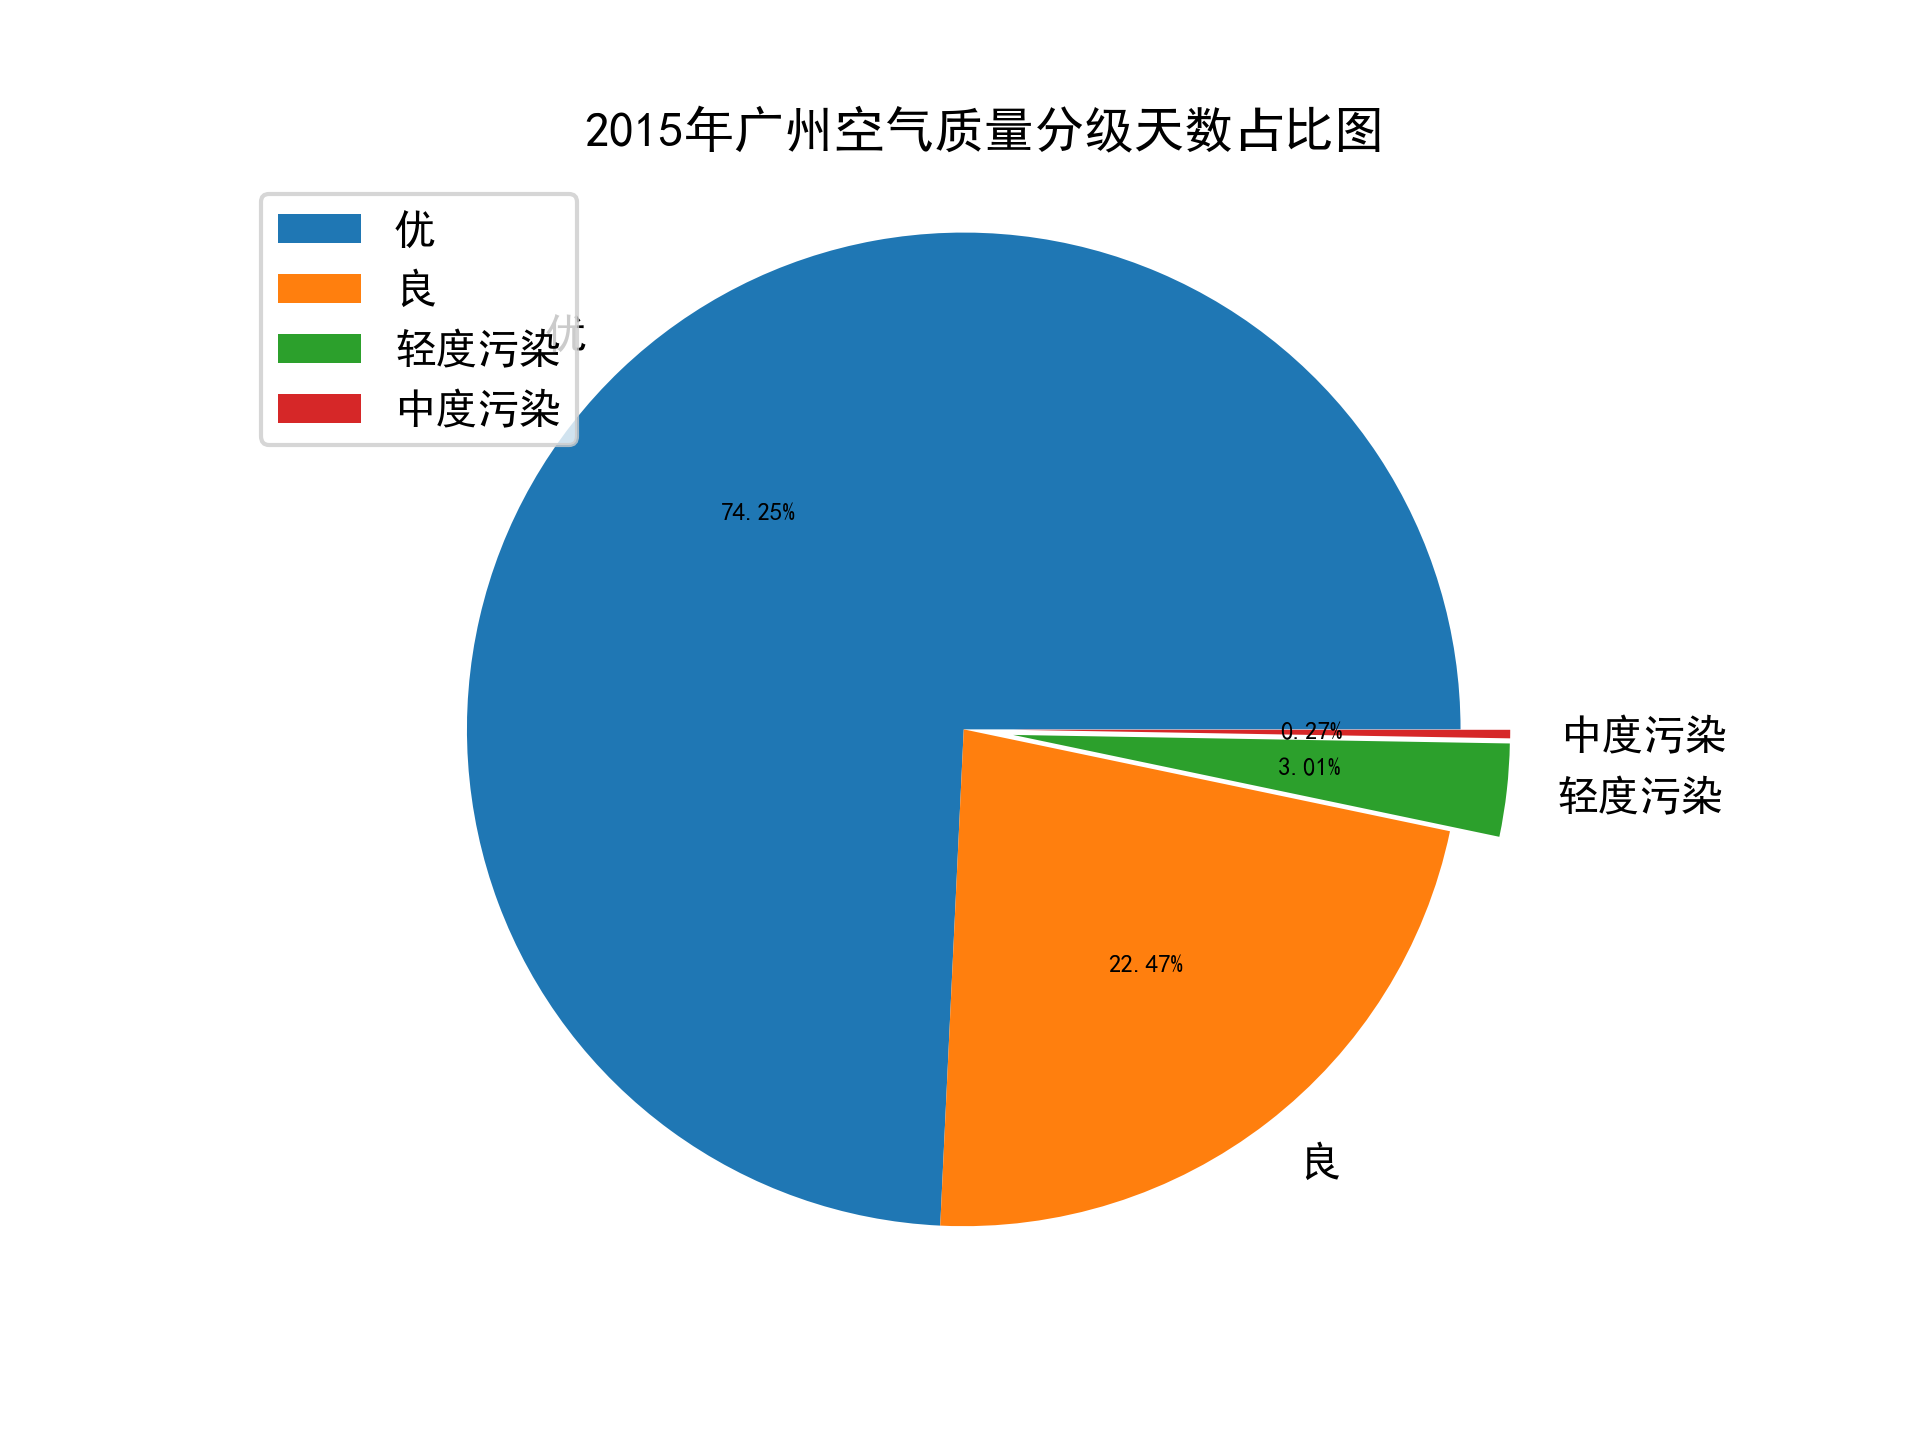 2015年广州空气质量分级天数占比图
优
良
轻度污染
中度污染
优
74.25%
0.27%
中度污染
3.01%
轻度污染
22.47%
良